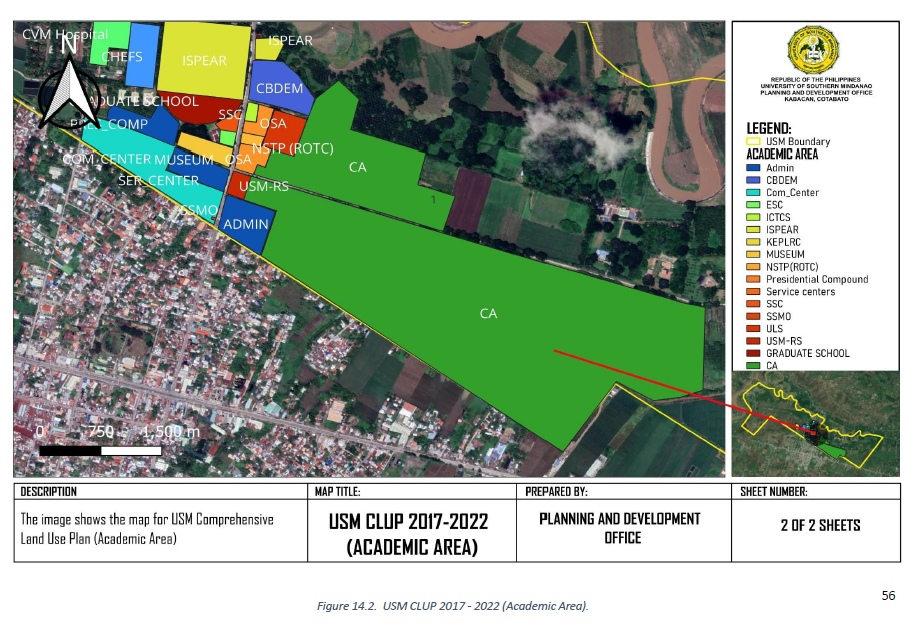 CVM Hospital
N
CHEFS
ISPEAR
ISPEAR
CBDEM
GRADUATE SCHOOL
SSC
OSA
PRES_COMP
NSTP (ROTC)
COM_CENTER
MUSEUM
OSA
CA
SER_CENTER
USM-RS
1
SSMO
ADMIN
CA
0 750 1,500 m
REPUBLIC OF THE PHILIPPINES
UNIVERSITY OF SOUTHERN MINDANAO
PLANNING AND DEVELOPMENT OFFICE
KABACAN, COTABATO
LEGEND:
USM Boundary
ACADEMIC AREA
Admin
CBDEM
Com_Center
ESC
ICTCS
ISPEAR
KEPLRC
MUSEUM
NSTP(ROTC)
Presidential Compound
Service centers
SSC
SSMO
ULS
USM-RS
GRADUATE SCHOOL
CA
DESCRIPTION
The image shows the map for USM Comprehensive
Land Use Plan (Academic Area)
MAP TITLE:
USM CLUP 2017-2022
(ACADEMIC AREA)
PREPARED BY:
PLANNING AND DEVELOPMENT
OFFICE
SHEET NUMBER:
2 OF 2 SHEETS
56
Figure 14.2. USM CLUP 2017 - 2022 (Academic Area).